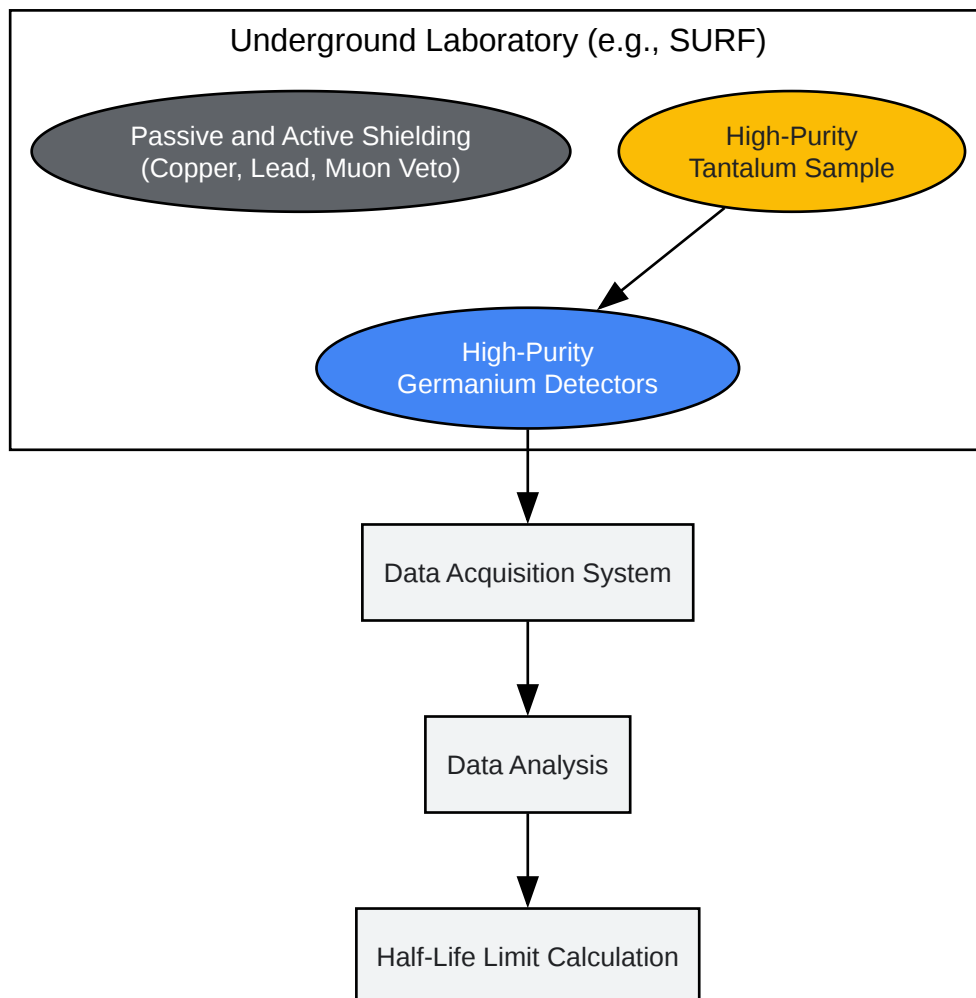 Underground Laboratory (e.g., SURF)
Passive and Active Shielding
(Copper, Lead, Muon Veto)
High-Purity
Tantalum Sample
High-Purity
Germanium Detectors
Data Acquisition System
Data Analysis
Half-Life Limit Calculation